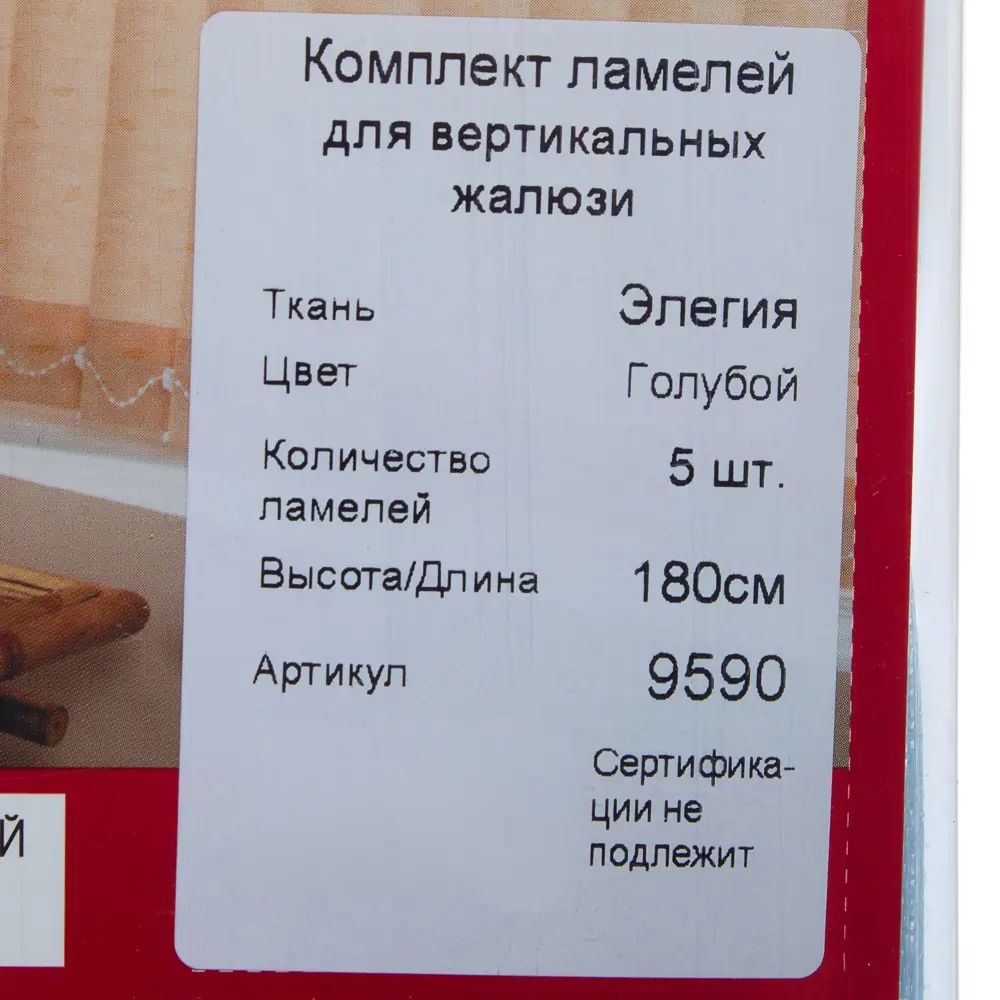 Комплект ламелей
для вертикальных
жалюзи
Ткань Элегия
Цвет Голубой
Количество
ламелей 5 шт.
Высота/Длина 180см
Артикул 9590
Сертифика-
ции не
подлежит
Й